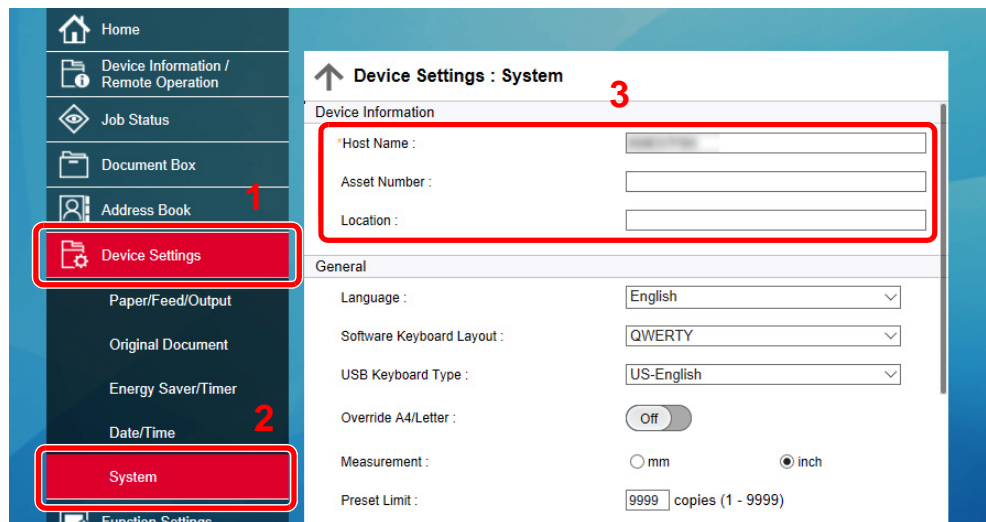 Home
Device Information /
Remote Operation
Job Status
Document Box
1
Address Book
Device Settings
Paper/Feed/Output
Original Document
Energy Saver/Timer
Date/Time
2
System
Function Settings
Device Settings : System
3
Device Information
*Host Name :
Asset Number :
Location :
General
Language : English
Software Keyboard Layout : QWERTY
USB Keyboard Type : US-English
Override A4/Letter : Off
Measurement : mm inch
Preset Limit : 9999 copies (1 - 9999)